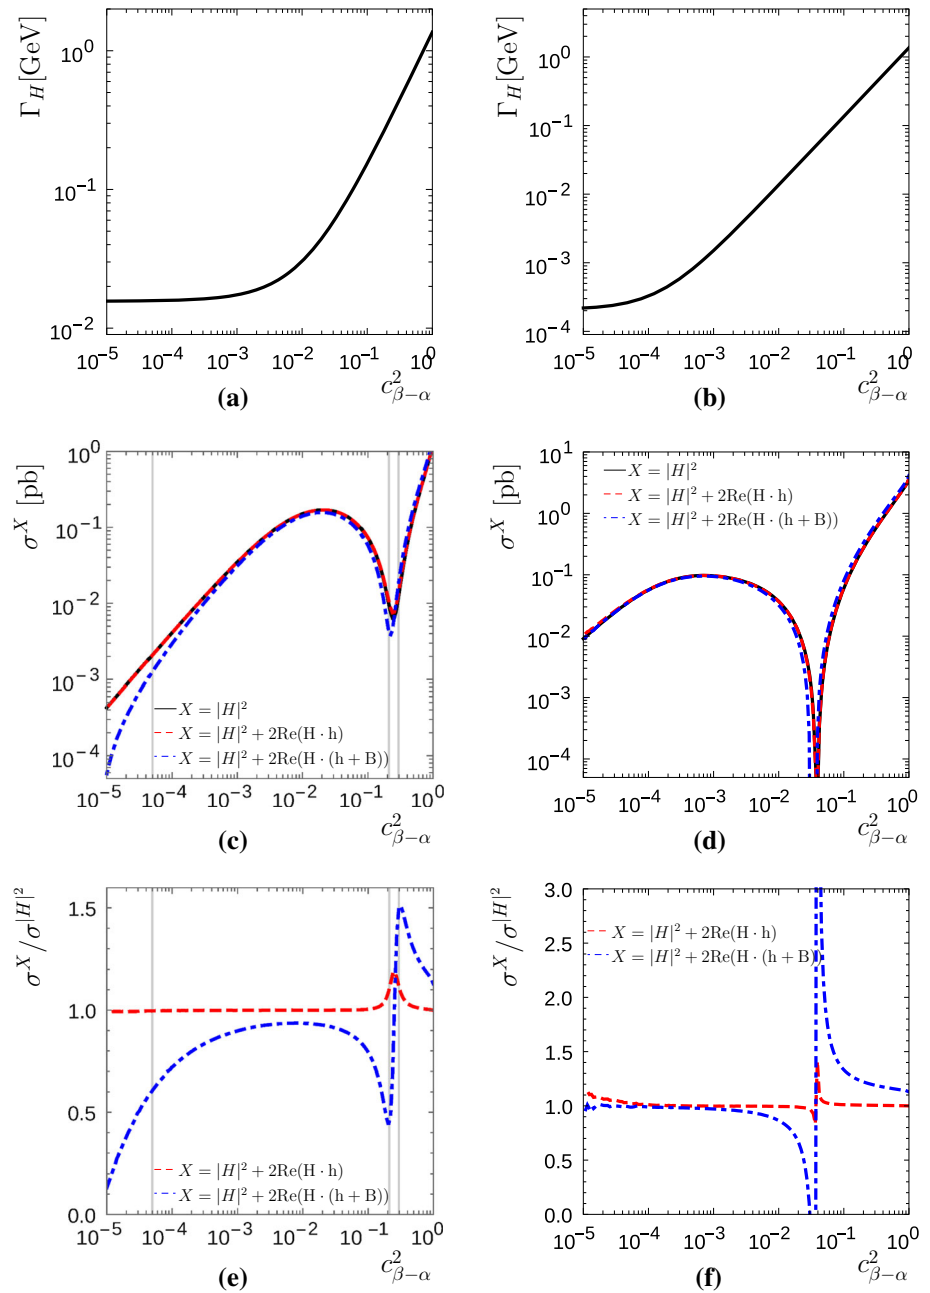 Γ_H [GeV]
10^0
10^−1
10^−2
10^−5 10^−4 10^−3 10^−2 10^−1 10^0
c^2_{β−α}
(a)
Γ_H [GeV]
10^0
10^−1
10^−2
10^−3
10^−4
10^−5 10^−4 10^−3 10^−2 10^−1 10^0
c^2_{β−α}
(b)
σ^X [pb]
10^0
10^−1
10^−2
10^−3
10^−4
X = |H|^2
X = |H|^2 + 2Re(H · h)
X = |H|^2 + 2Re(H · (h + B))
10^−5 10^−4 10^−3 10^−2 10^−1 10^0
c^2_{β−α}
(c)
σ^X [pb]
10^1
10^0
10^−1
10^−2
10^−3
10^−4
X = |H|^2
X = |H|^2 + 2Re(H · h)
X = |H|^2 + 2Re(H · (h + B))
10^−5 10^−4 10^−3 10^−2 10^−1 10^0
c^2_{β−α}
(d)
σ^X/σ^{|H|^2}
1.5
1.0
0.5
0.0
X = |H|^2 + 2Re(H · h)
X = |H|^2 + 2Re(H · (h + B))
10^−5 10^−4 10^−3 10^−2 10^−1 10^0
c^2_{β−α}
(e)
σ^X/σ^{|H|^2}
3.0
2.5
2.0
1.5
1.0
0.5
0.0
X = |H|^2 + 2Re(H · h)
X = |H|^2 + 2Re(H · (h + B))
10^−5 10^−4 10^−3 10^−2 10^−1 10^0
c^2_{β−α}
(f)